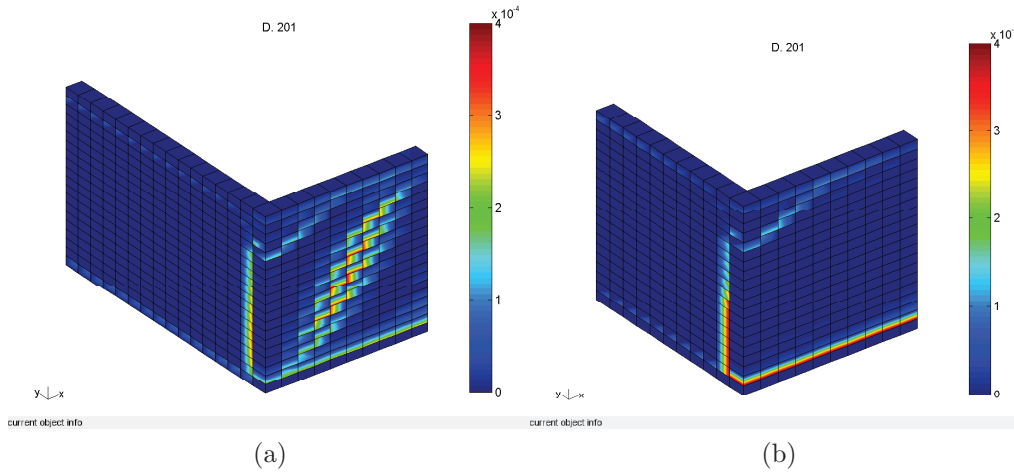 x 10⁻⁴
D. 201
4
3
2
1
0
y x
current object info
(a)
x 10⁻
D. 201
4
3
2
1
0
y x
current object info
(b)